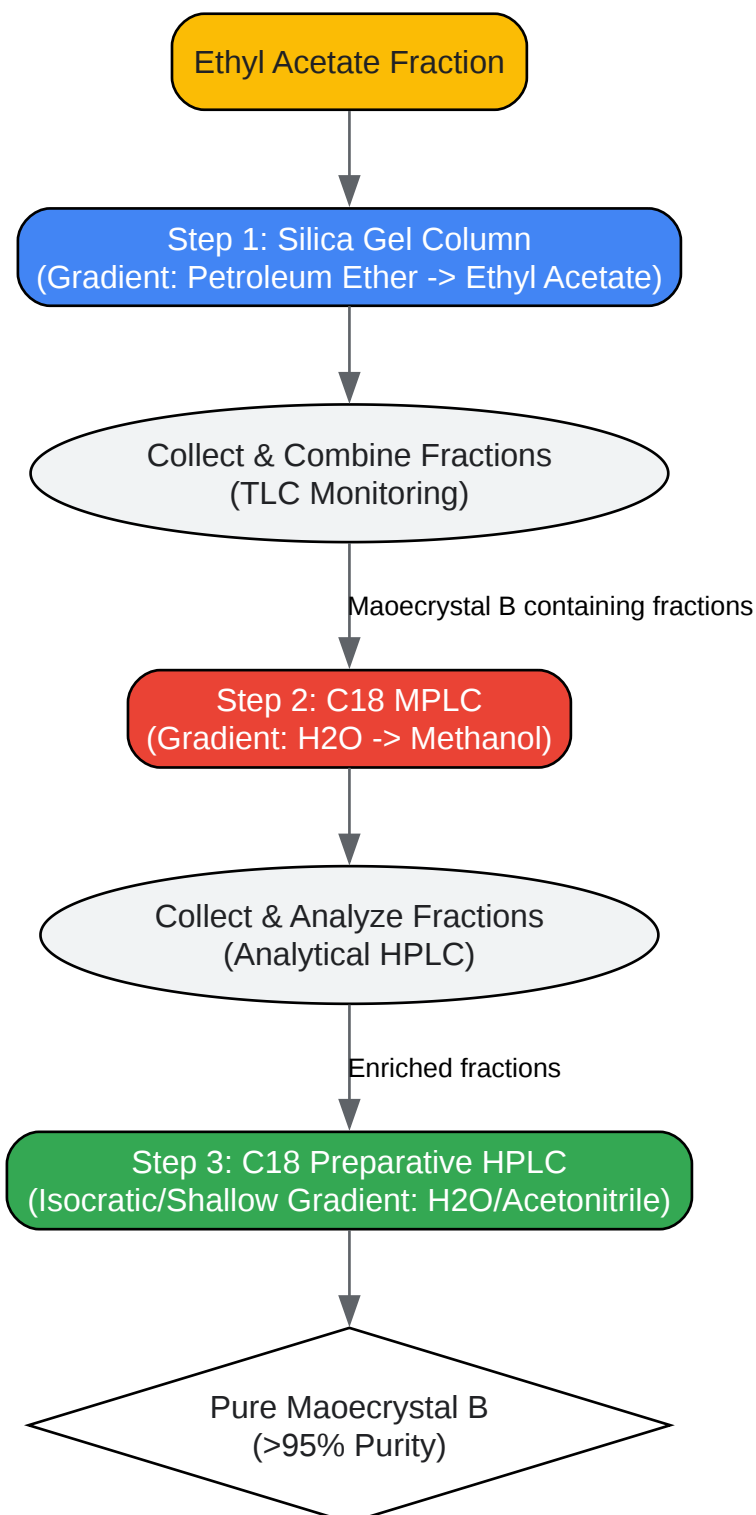 Ethyl Acetate Fraction
Step 1: Silica Gel Column
(Gradient: Petroleum Ether -> Ethyl Acetate)
Collect & Combine Fractions
(TLC Monitoring)
Maoecrystal B containing fractions
Step 2: C18 MPLC
(Gradient: H2O -> Methanol)
Collect & Analyze Fractions
(Analytical HPLC)
Enriched fractions
Step 3: C18 Preparative HPLC
(Isocratic/Shallow Gradient: H2O/Acetonitrile)
Pure Maoecrystal B
(>95% Purity)